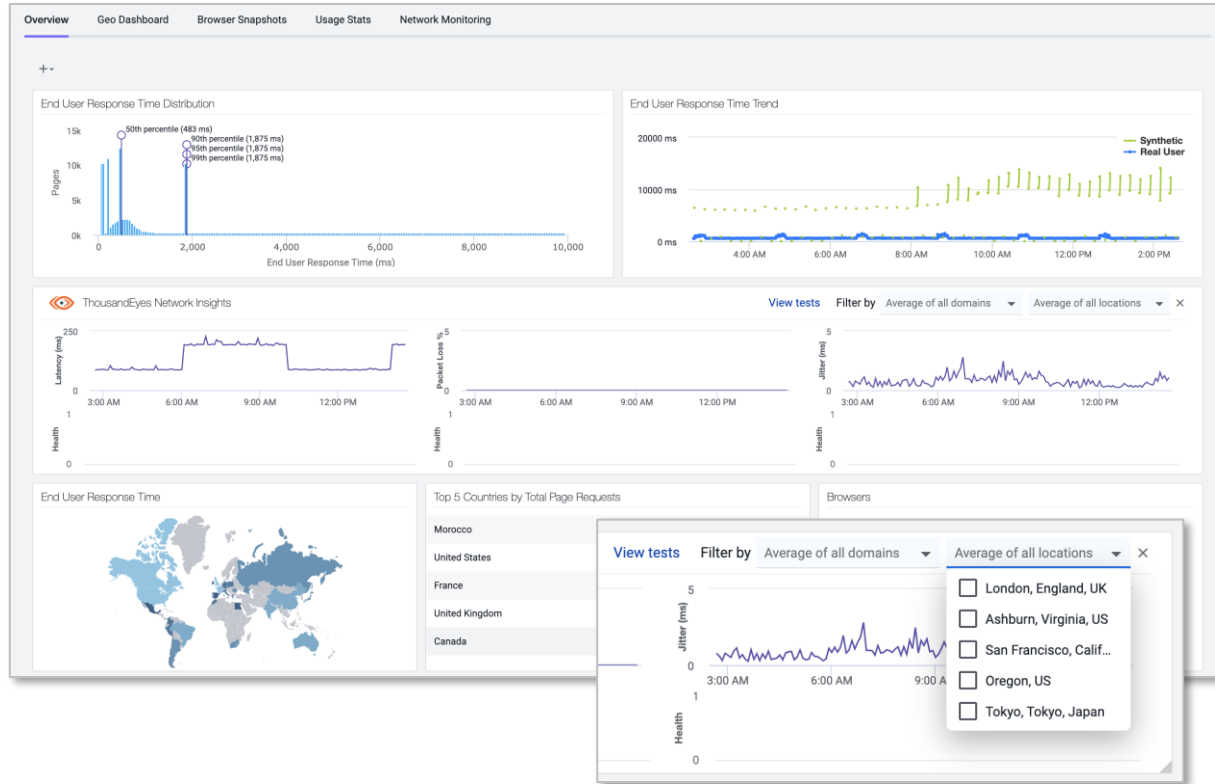 Overview Geo Dashboard Browser Snapshots Usage Stats Network Monitoring
+
End User Response Time Distribution
15k
10k
5k
0k
Pages
50th percentile (483 ms)
90th percentile (1,875 ms)
95th percentile (1,875 ms)
99th percentile (1,875 ms)
0 2,000 4,000 6,000 8,000 10,000
End User Response Time (ms)
End User Response Time Trend
20000 ms
10000 ms
0 ms
Synthetic
Real User
4:00 AM 6:00 AM 8:00 AM 10:00 AM 12:00 PM 2:00 PM
ThousandEyes Network Insights
View tests Filter by Average of all domains Average of all locations ×
250
0
Latency (ms)
3:00 AM 6:00 AM 9:00 AM 12:00 PM
1
Health
0
5
0
Packet Loss %
3:00 AM 6:00 AM 9:00 AM 12:00 PM
1
Health
0
5
0
Jitter (ms)
3:00 AM 6:00 AM 9:00 AM 12:00 PM
1
Health
0
End User Response Time
Top 5 Countries by Total Page Requests
Morocco
United States
France
United Kingdom
Canada
Browsers
View tests Filter by Average of all domains Average of all locations ×
5
0
Jitter (ms)
3:00 AM 6:00 AM 9:00 A
1
Health
0
London, England, UK
Ashburn, Virginia, US
San Francisco, Calif...
Oregon, US
Tokyo, Tokyo, Japan